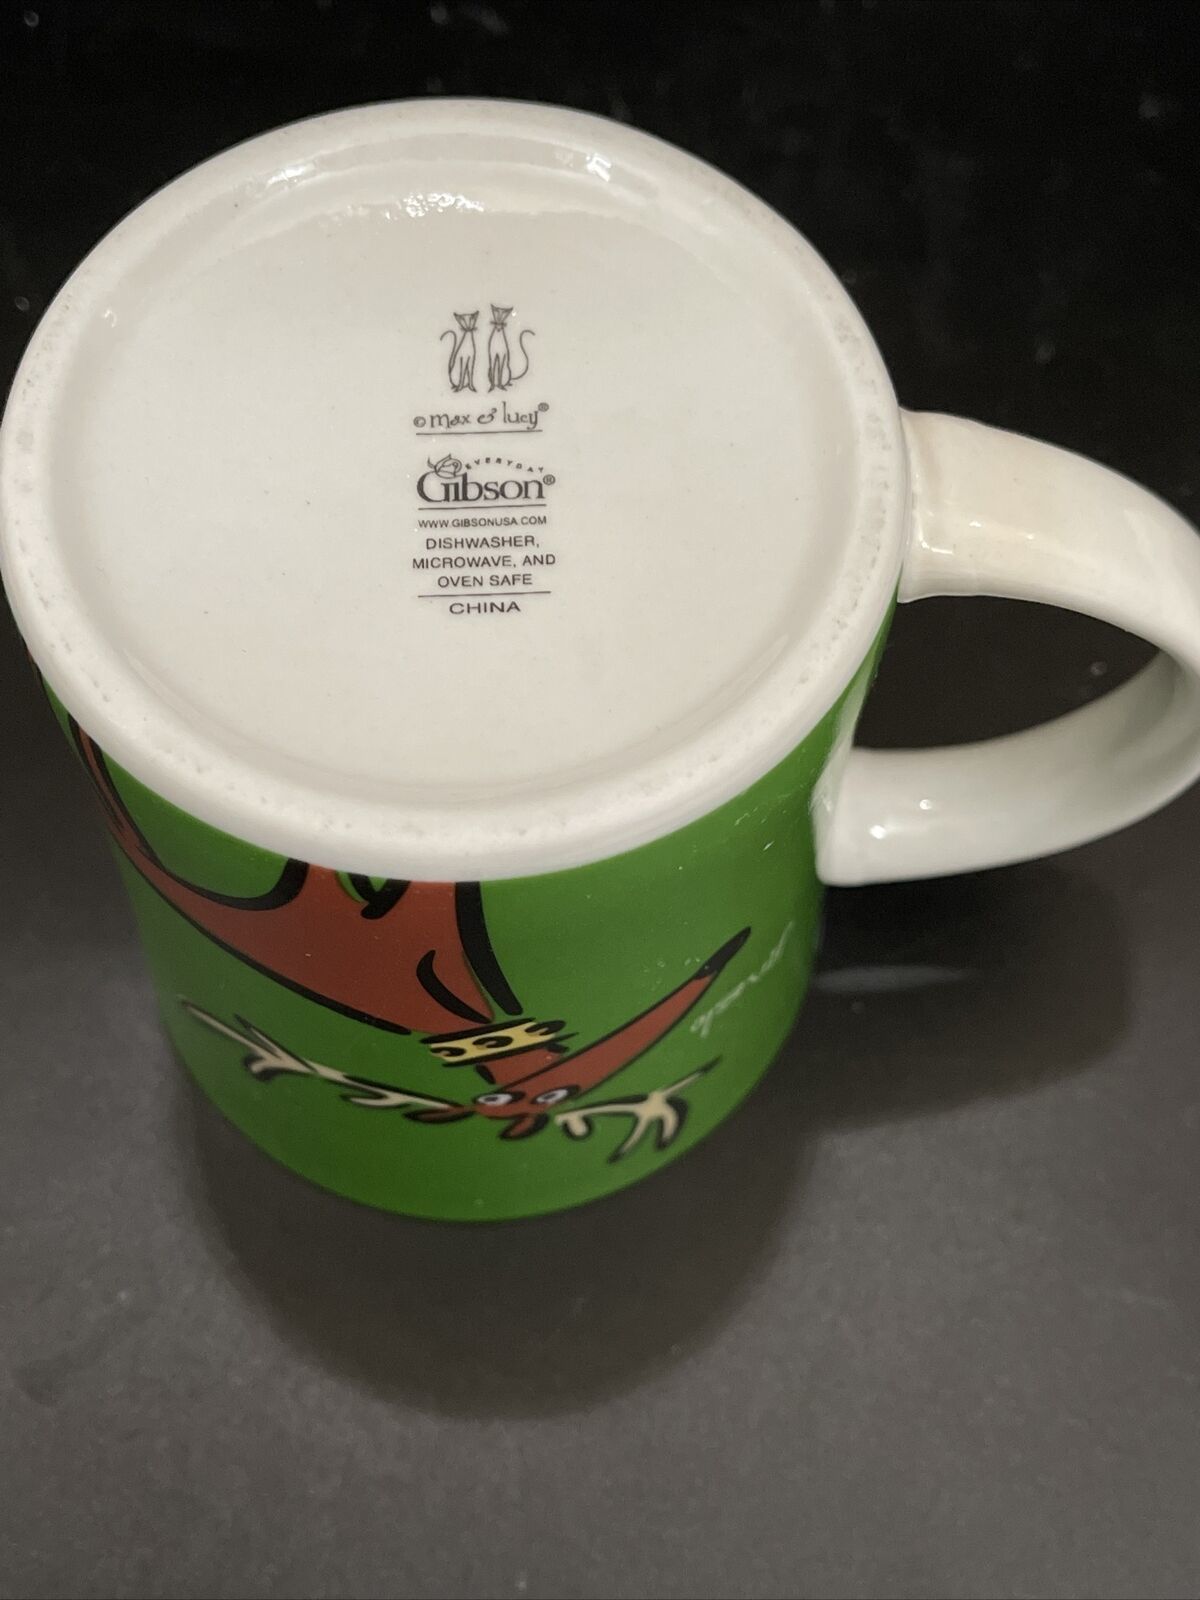 © max & lucy®
EVERYDAY
Gibson®
WWW.GIBSONUSA.COM
DISHWASHER,
MICROWAVE, AND
OVEN SAFE
CHINA